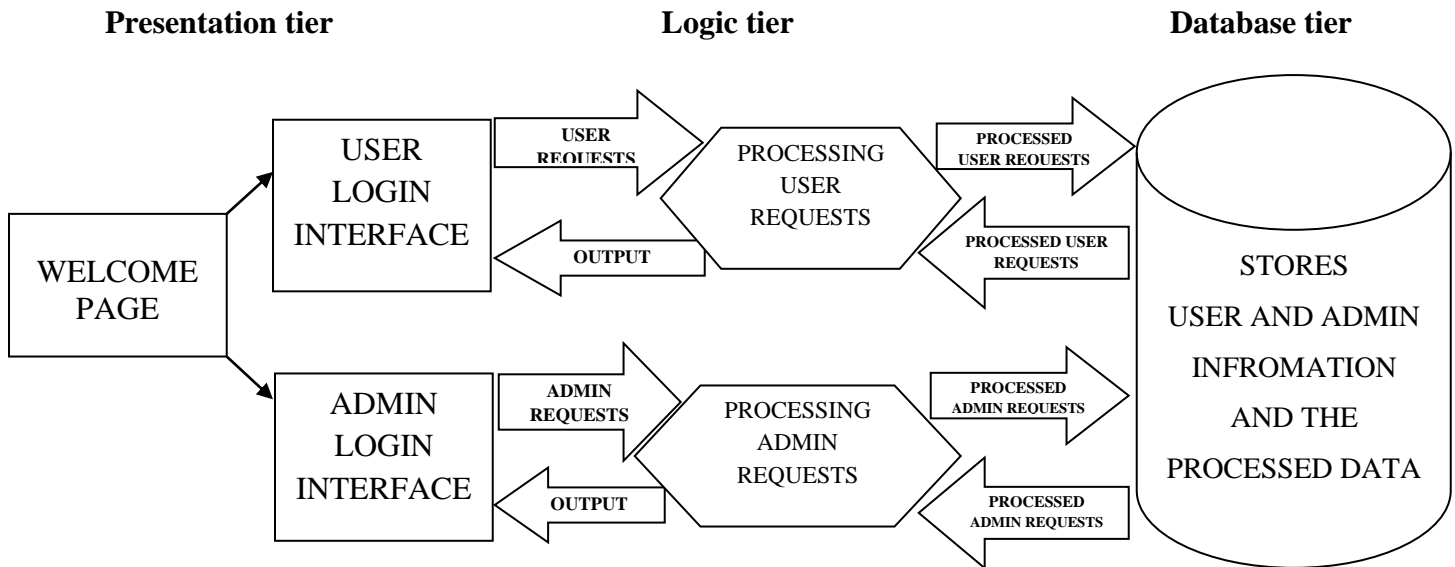 Presentation tier
Logic tier
Database tier
WELCOME
PAGE
USER
LOGIN
INTERFACE
USER
REQUESTS
OUTPUT
PROCESSING
USER
REQUESTS
PROCESSED
USER REQUESTS
PROCESSED USER
REQUESTS
ADMIN
LOGIN
INTERFACE
ADMIN
REQUESTS
OUTPUT
PROCESSING
ADMIN
REQUESTS
PROCESSED
ADMIN REQUESTS
PROCESSED
ADMIN REQUESTS
STORES
USER AND ADMIN
INFROMATION
AND THE
PROCESSED DATA